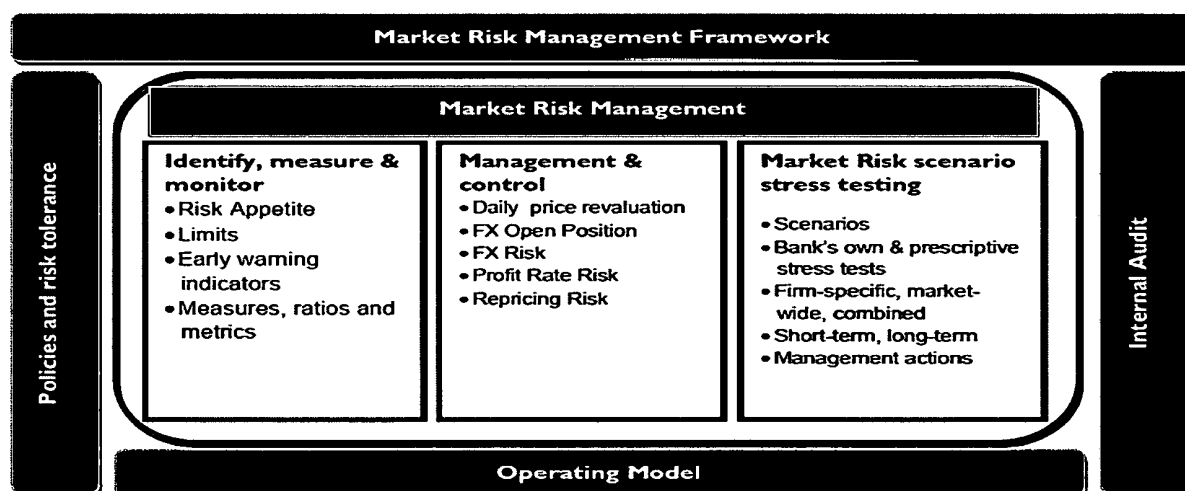 Market Risk Management Framework
Policies and risk tolerance
Market Risk Management
Identify, measure &
monitor
•Risk Appetite
•Limits
•Early warning
indicators
•Measures, ratios and
metrics
Management &
control
•Daily price revaluation
•FX Open Position
•FX Risk
•Profit Rate Risk
•Repricing Risk
Market Risk scenario
stress testing
•Scenarios
•Bank's own & prescriptive
stress tests
•Firm-specific, market-
wide, combined
•Short-term, long-term
•Management actions
Internal Audit
Operating Model